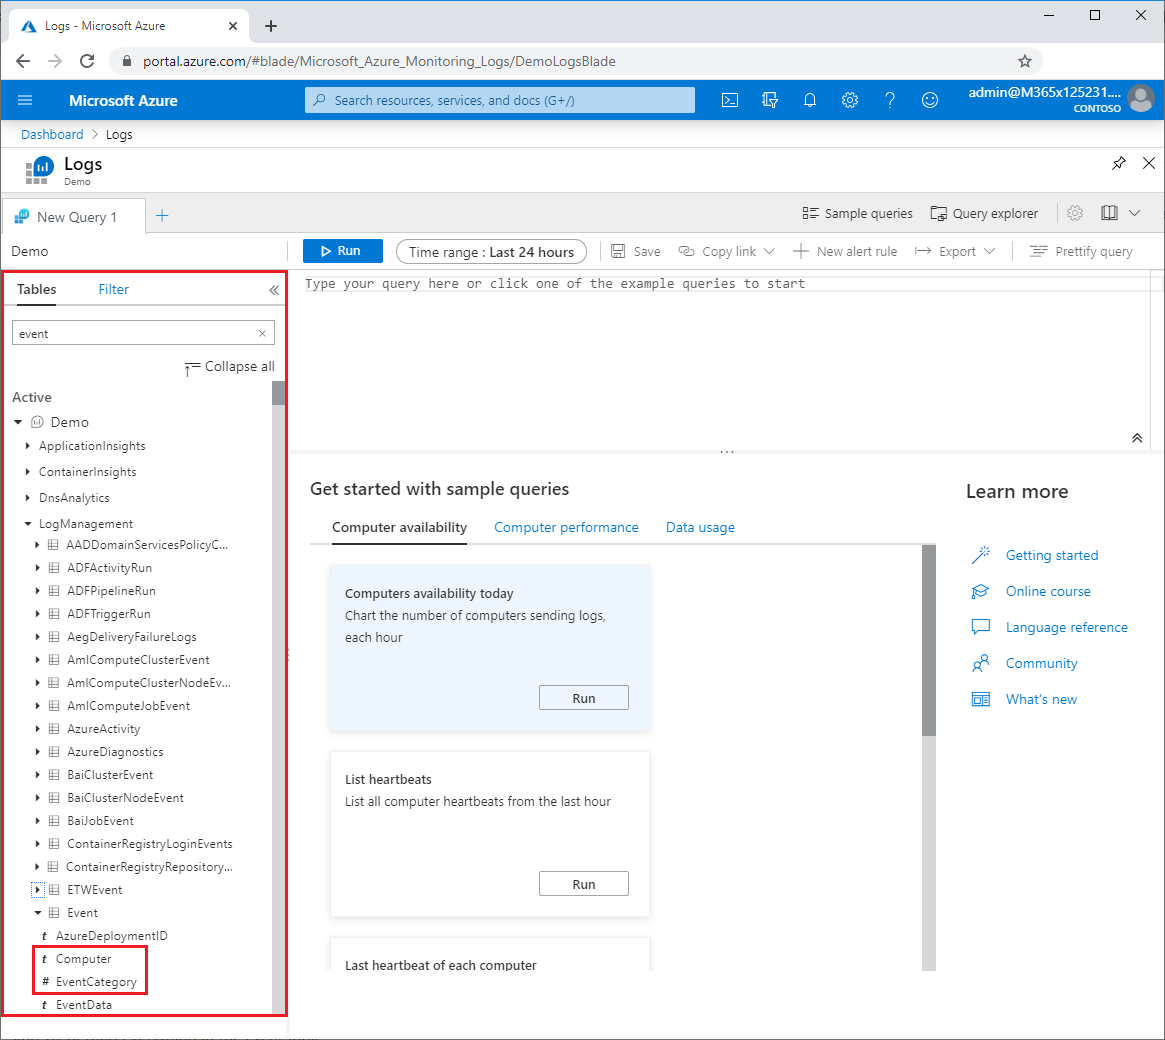 Logs - Microsoft Azure
portal.azure.com/#blade/Microsoft_Azure_Monitoring_Logs/DemoLogsBlade
Microsoft Azure
Search resources, services, and docs (G+/)
admin@M365x125231....
CONTOSO
Dashboard > Logs
Logs
Demo
New Query 1
Sample queries
Query explorer
Demo
Run
Time range : Last 24 hours
Save
Copy link
New alert rule
Export
Prettify query
Tables
Filter
Type your query here or click one of the example queries to start
event
Collapse all
Active
Demo
ApplicationInsights
ContainerInsights
DnsAnalytics
LogManagement
AADDomainServicesPolicyC...
ADFActivityRun
ADFPipelineRun
ADFTriggerRun
AegDeliveryFailureLogs
AmlComputeClusterEvent
AmlComputeClusterNodeEv...
AmlComputeJobEvent
AzureActivity
AzureDiagnostics
BaiClusterEvent
BaiClusterNodeEvent
BaiJobEvent
ContainerRegistryLoginEvents
ContainerRegistryRepository...
ETWEvent
Event
t AzureDeploymentID
t Computer
# EventCategory
t EventData
Get started with sample queries
Computer availability
Computer performance
Data usage
Computers availability today
Chart the number of computers sending logs,
each hour
Run
List heartbeats
List all computer heartbeats from the last hour
Run
Last heartbeat of each computer
Learn more
Getting started
Online course
Language reference
Community
What's new